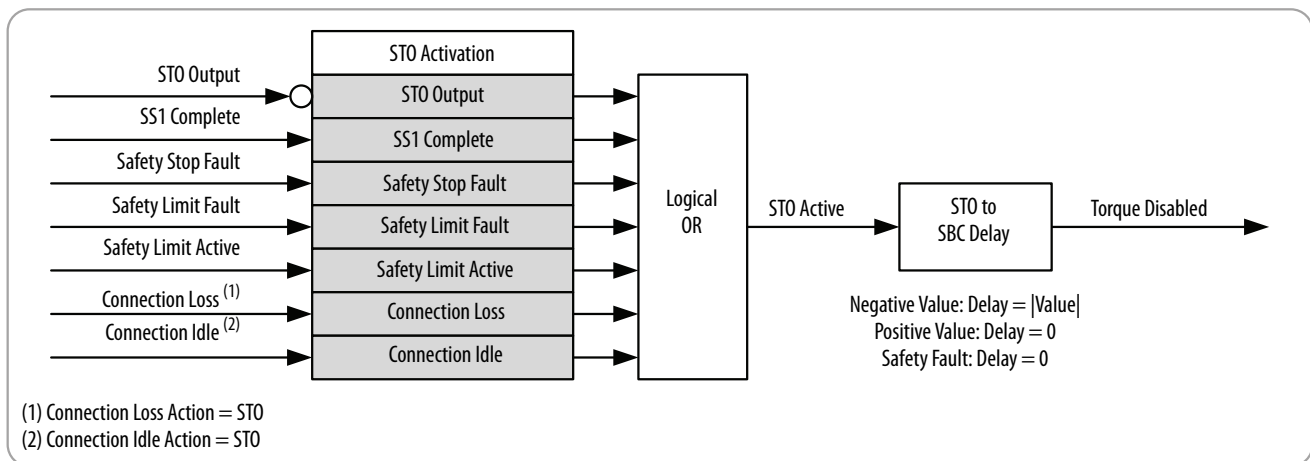 STO Activation
STO Output
STO Output
SS1 Complete
SS1 Complete
Safety Stop Fault
Safety Stop Fault
Safety Limit Fault
Safety Limit Fault
Safety Limit Active
Safety Limit Active
Connection Loss (1)
Connection Loss
Connection Idle (2)
Connection Idle
Logical
OR
STO Active
STO to
SBC Delay
Torque Disabled
Negative Value: Delay = |Value|
Positive Value: Delay = 0
Safety Fault: Delay = 0
(1) Connection Loss Action = STO
(2) Connection Idle Action = STO